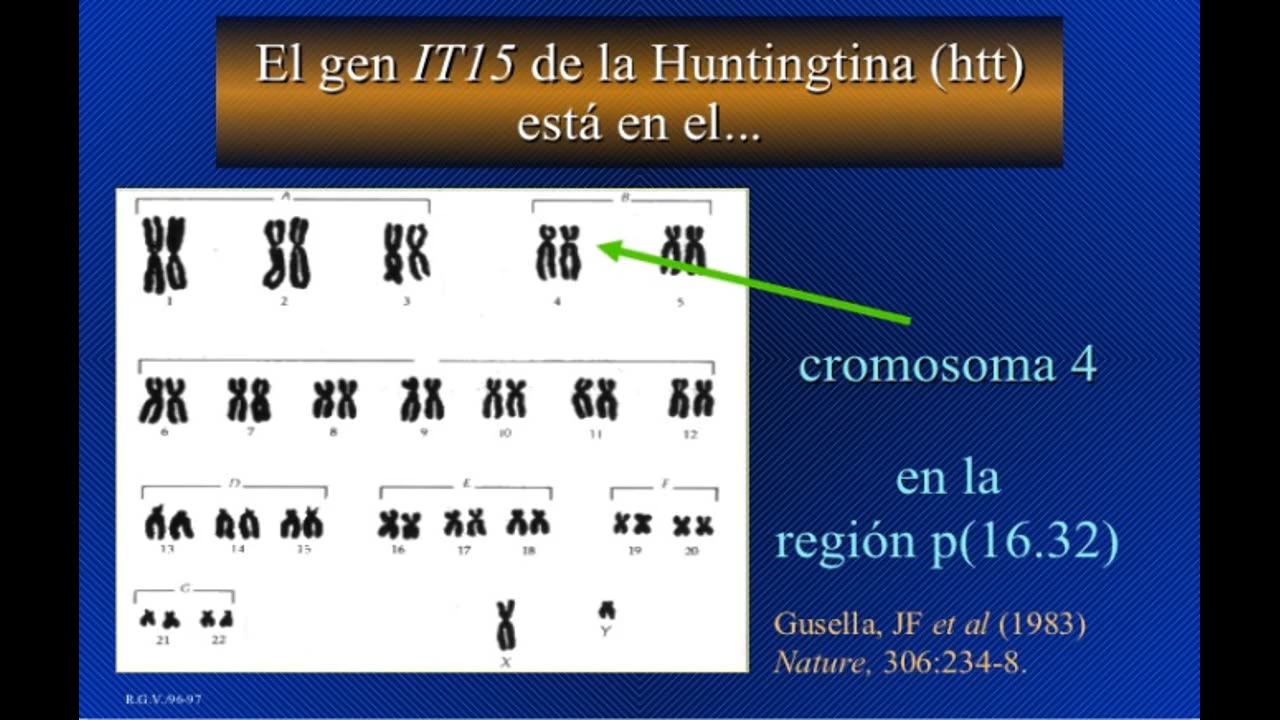 El gen IT15 de la Huntingtina (htt)
está en el...
A B
1 2 3 4 5
cromosoma 4
6 7 8 9 10 11 12
en la
región p(16.32)
D E F
13 14 15 16 17 18 19 20
G
21 22 X Y
Gusella, JF et al (1983)
Nature, 306:234-8.
R.G.V./96-97